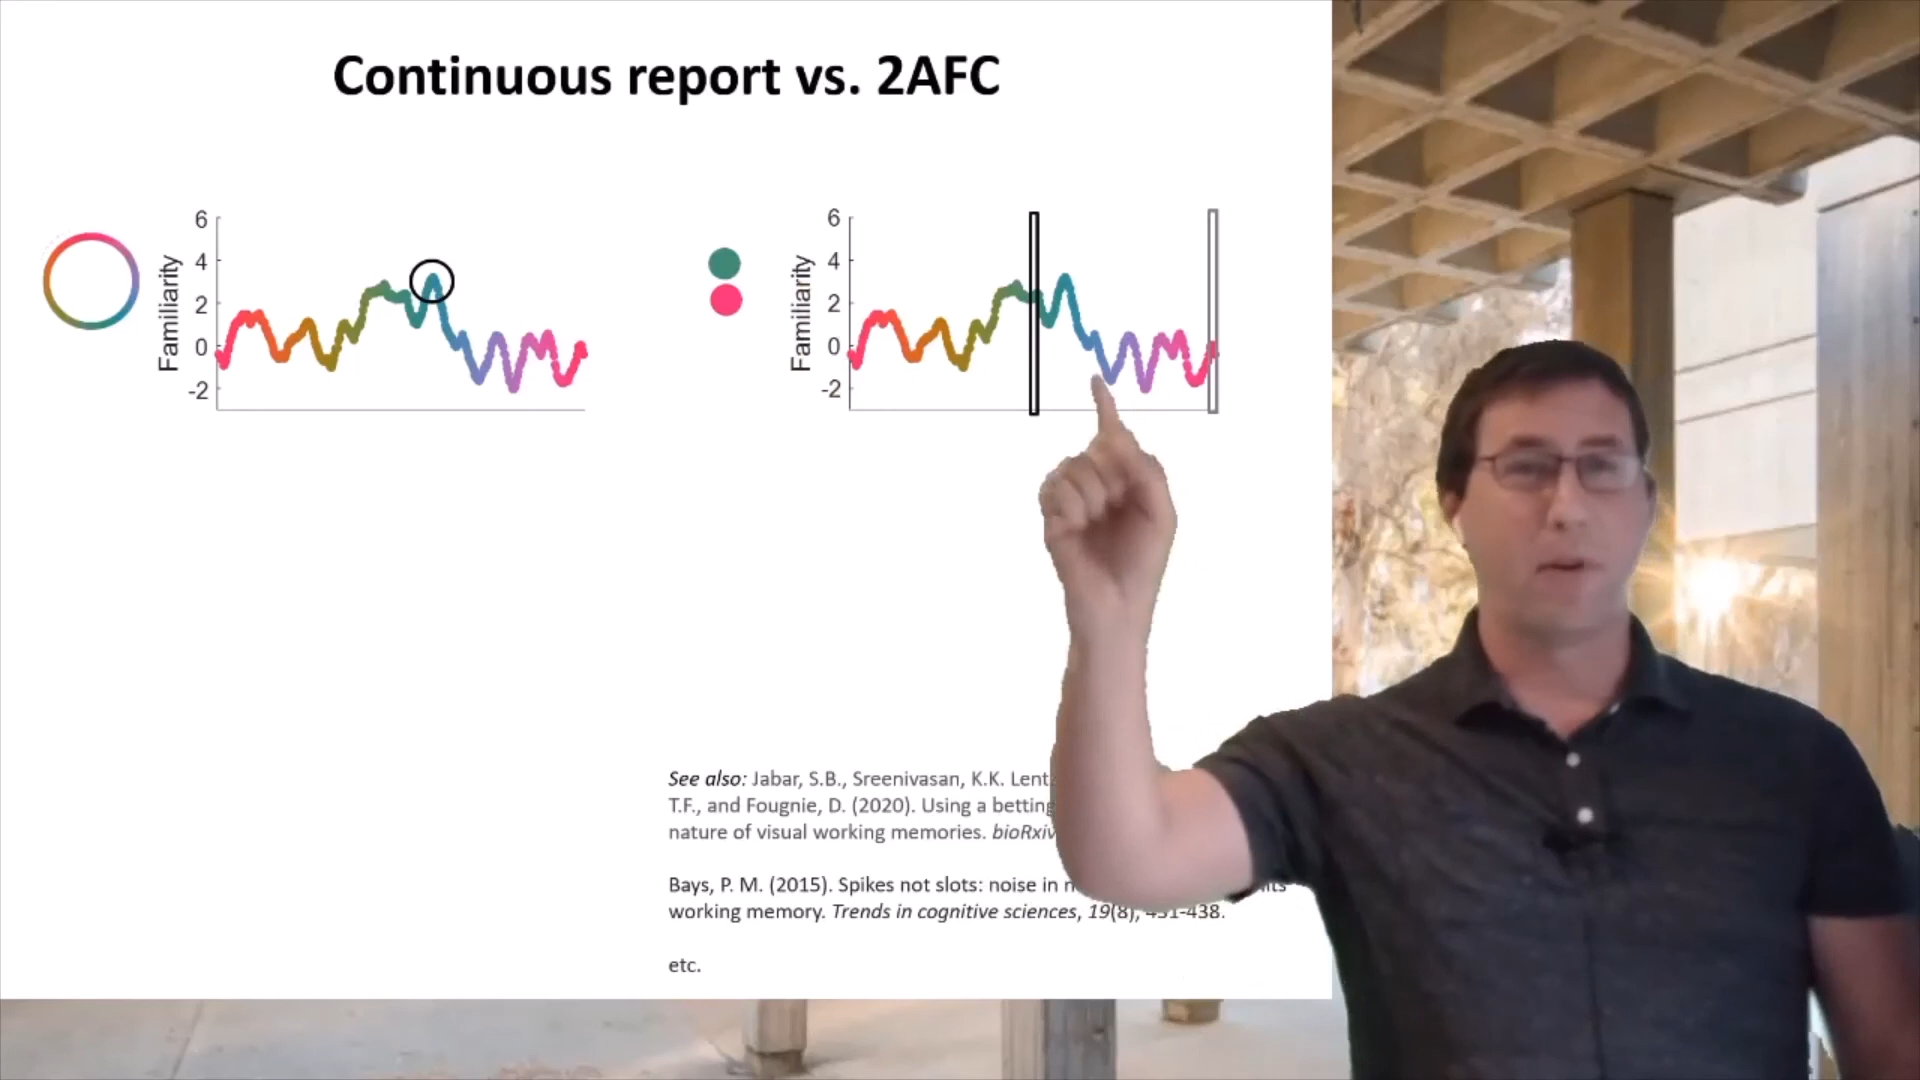 Continuous report vs. 2AFC
6
4
2
0
-2
Familiarity
6
4
2
0
-2
Familiarity
See also: Jabar, S.B., Sreenivasan, K.K.
T.F., and Fougnie, D. (2020). Using a betting
nature of visual working memories. bioRxiv
Bays, P. M. (2015). Spikes not slots: noise in
working memory. Trends in cognitive sciences, 19(8), 431-438.
etc.